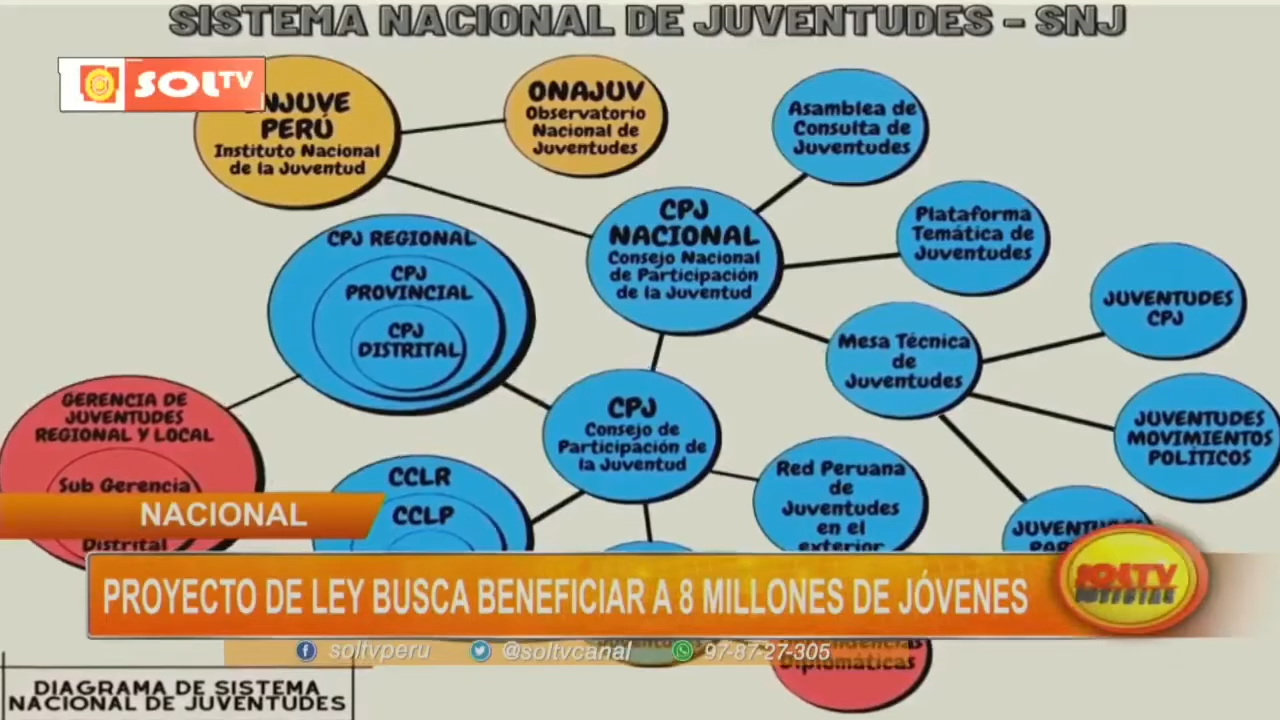 SISTEMA NACIONAL DE JUVENTUDES - SNJ
SOLTV
PERÚ
Instituto Nacional
de la Juventud
ONAJUV
Observatorio
Nacional de
Juventudes
Asamblea de
Consulta de
Juventudes
CPJ
NACIONAL
Consejo Nacional
de Participación
de la Juventud
Plataforma
Temática de
Juventudes
CPJ REGIONAL
CPJ
PROVINCIAL
CPJ
DISTRITAL
JUVENTUDES
CPJ
Mesa Técnica
de
Juventudes
GERENCIA DE
JUVENTUDES
REGIONAL Y LOCAL
Sub Gerencia
Distrital
CPJ
Consejo de
Participación de
la Juventud
JUVENTUDES
MOVIMIENTOS
POLÍTICOS
CCLR
CCLP
Red Peruana
de
Juventudes
en el
exterior
NACIONAL
PROYECTO DE LEY BUSCA BENEFICIAR A 8 MILLONES DE JÓVENES
SOLTV
NOTICIAS
soltvperu @soltvcanal 97-87-27-305
Diplomáticas
DIAGRAMA DE SISTEMA
NACIONAL DE JUVENTUDES